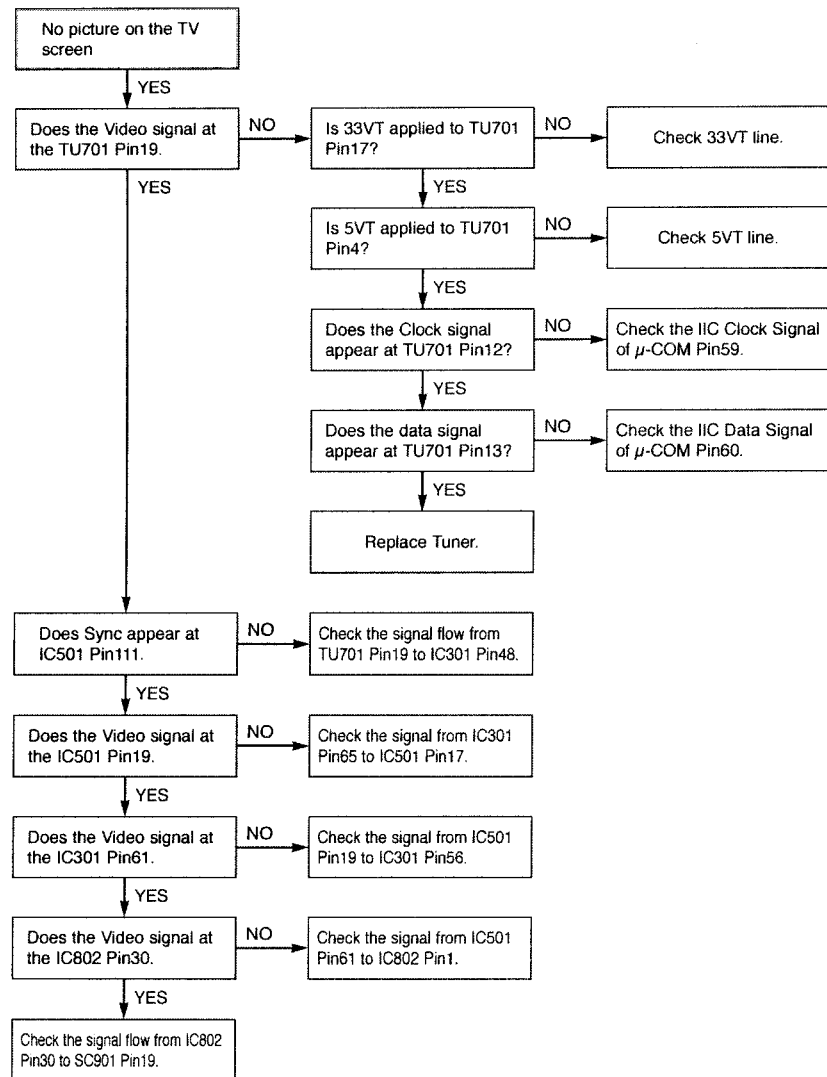 No picture on the TV
screen
YES
Does the Video signal at
the TU701 Pin19.
NO
Is 33VT applied to TU701
Pin17?
NO
Check 33VT line.
YES
YES
Is 5VT applied to TU701
Pin4?
NO
Check 5VT line.
YES
Does the Clock signal
appear at TU701 Pin12?
NO
Check the IIC Clock Signal
of µ-COM Pin59.
YES
Does the data signal
appear at TU701 Pin13?
NO
Check the IIC Data Signal
of µ-COM Pin60.
YES
Replace Tuner.
Does Sync appear at
IC501 Pin111.
NO
Check the signal flow from
TU701 Pin19 to IC301 Pin48.
YES
Does the Video signal at
the IC501 Pin19.
NO
Check the signal from IC301
Pin65 to IC501 Pin17.
YES
Does the Video signal at
the IC301 Pin61.
NO
Check the signal from IC501
Pin19 to IC301 Pin56.
YES
Does the Video signal at
the IC802 Pin30.
NO
Check the signal from IC501
Pin61 to IC802 Pin1.
YES
Check the signal flow from IC802
Pin30 to SC901 Pin19.